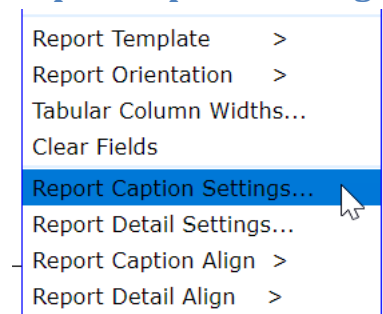 Report Template >
Report Orientation >
Tabular Column Widths...
Clear Fields
Report Caption Settings...
Report Detail Settings...
Report Caption Align >
Report Detail Align >